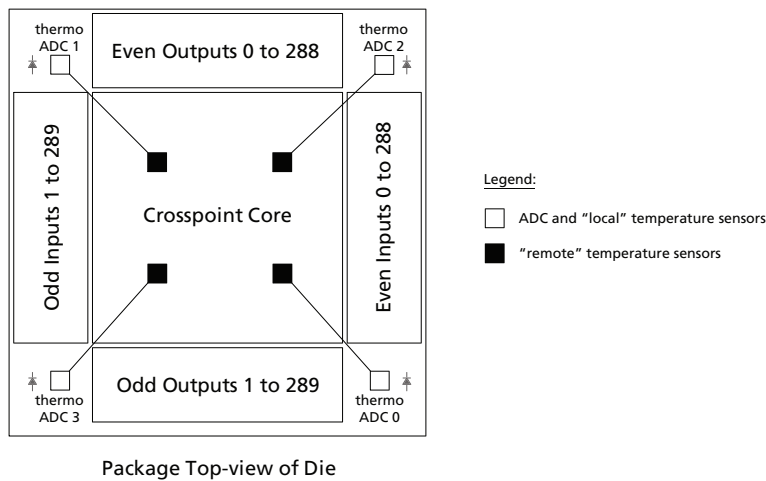 thermo
ADC 1
Even Outputs 0 to 288
thermo
ADC 2
Odd Inputs 1 to 289
Crosspoint Core
Even Inputs 0 to 288
Legend:
ADC and “local” temperature sensors
“remote” temperature sensors
thermo
ADC 3
Odd Outputs 1 to 289
thermo
ADC 0
Package Top-view of Die